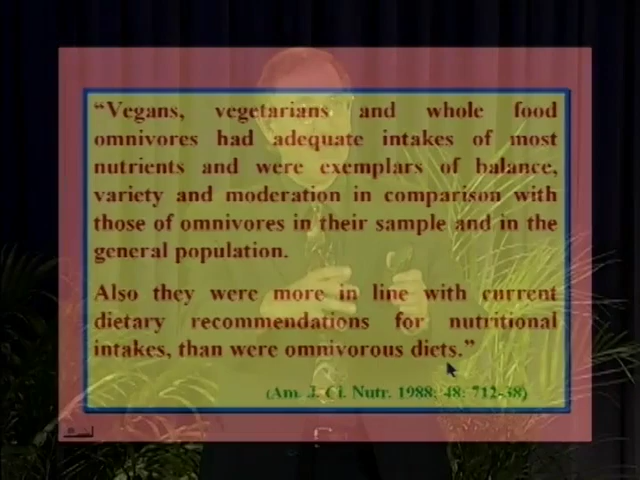 “Vegans, vegetarians and whole food
omnivores had adequate intakes of most
nutrients and were exemplars of balance,
variety and moderation in comparison with
those of omnivores in their sample and in the
general population.
Also they were more in line with current
dietary recommendations for nutritional
intakes, than were omnivorous diets.”
(Am. J. Cl. Nutr. 1988; 48: 712-38)